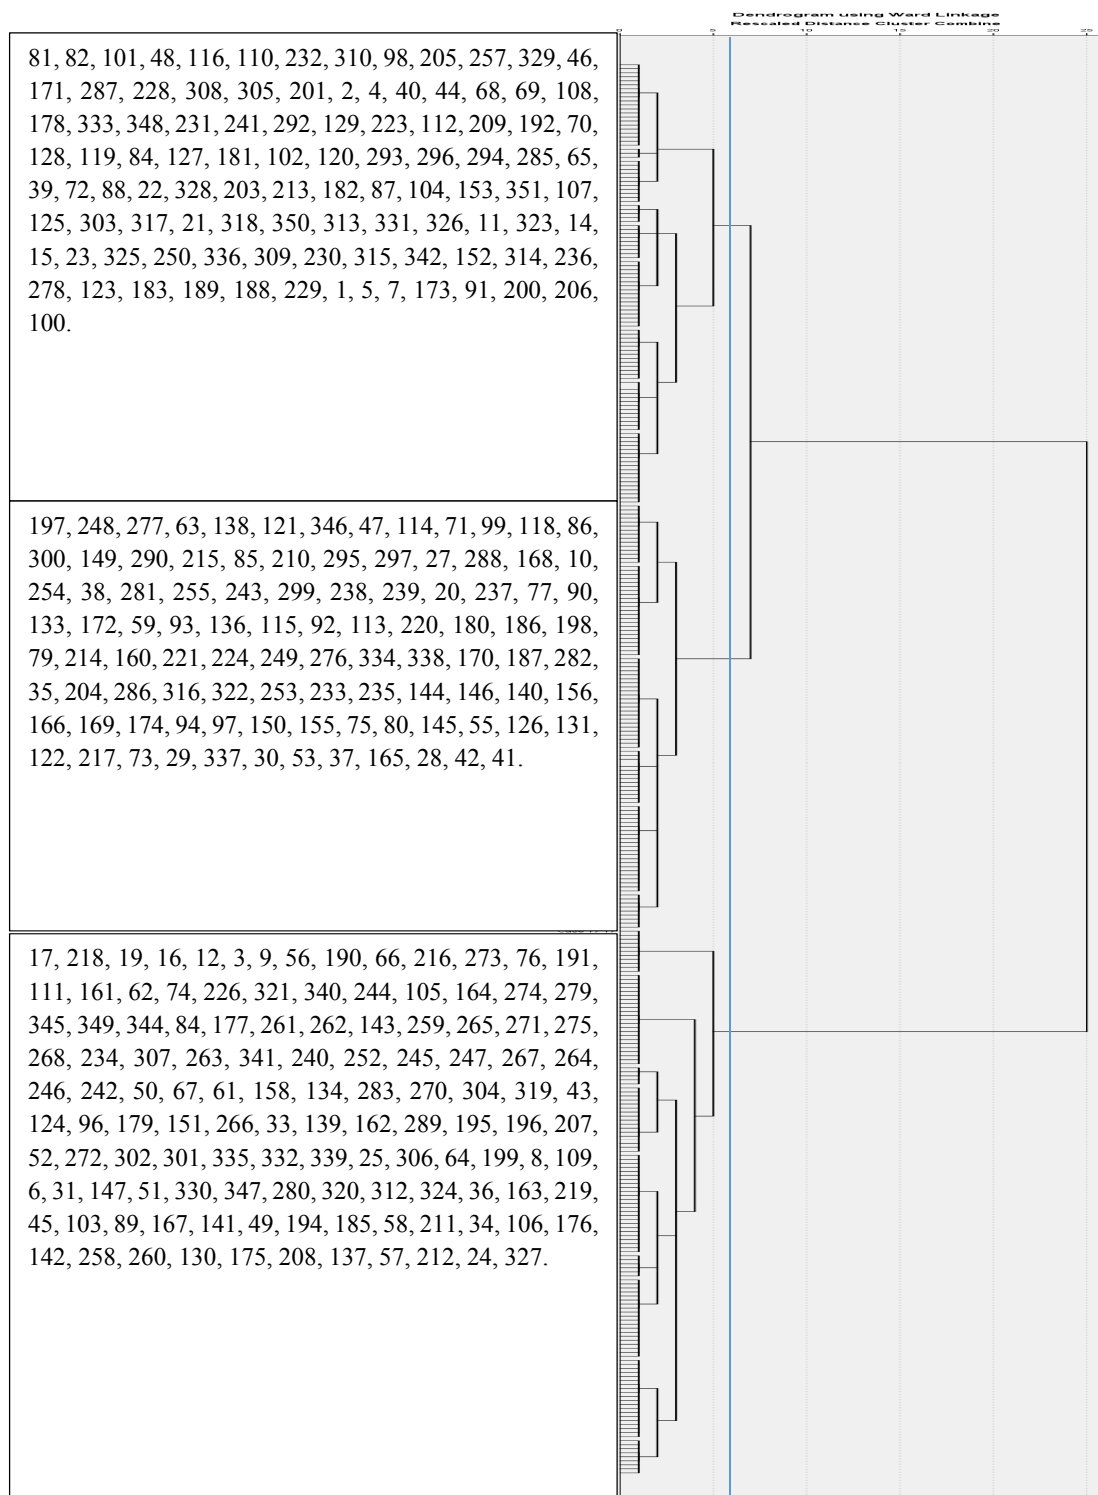 Dendrogram using Ward Linkage
Rescaled Distance Cluster Combine
0 5 10 15 20 25
81, 82, 101, 48, 116, 110, 232, 310, 98, 205, 257, 329, 46,
171, 287, 228, 308, 305, 201, 2, 4, 40, 44, 68, 69, 108,
178, 333, 348, 231, 241, 292, 129, 223, 112, 209, 192, 70,
128, 119, 84, 127, 181, 102, 120, 293, 296, 294, 285, 65,
39, 72, 88, 22, 328, 203, 213, 182, 87, 104, 153, 351, 107,
125, 303, 317, 21, 318, 350, 313, 331, 326, 11, 323, 14,
15, 23, 325, 250, 336, 309, 230, 315, 342, 152, 314, 236,
278, 123, 183, 189, 188, 229, 1, 5, 7, 173, 91, 200, 206,
100.
197, 248, 277, 63, 138, 121, 346, 47, 114, 71, 99, 118, 86,
300, 149, 290, 215, 85, 210, 295, 297, 27, 288, 168, 10,
254, 38, 281, 255, 243, 299, 238, 239, 20, 237, 77, 90,
133, 172, 59, 93, 136, 115, 92, 113, 220, 180, 186, 198,
79, 214, 160, 221, 224, 249, 276, 334, 338, 170, 187, 282,
35, 204, 286, 316, 322, 253, 233, 235, 144, 146, 140, 156,
166, 169, 174, 94, 97, 150, 155, 75, 80, 145, 55, 126, 131,
122, 217, 73, 29, 337, 30, 53, 37, 165, 28, 42, 41.
17, 218, 19, 16, 12, 3, 9, 56, 190, 66, 216, 273, 76, 191,
111, 161, 62, 74, 226, 321, 340, 244, 105, 164, 274, 279,
345, 349, 344, 84, 177, 261, 262, 143, 259, 265, 271, 275,
268, 234, 307, 263, 341, 240, 252, 245, 247, 267, 264,
246, 242, 50, 67, 61, 158, 134, 283, 270, 304, 319, 43,
124, 96, 179, 151, 266, 33, 139, 162, 289, 195, 196, 207,
52, 272, 302, 301, 335, 332, 339, 25, 306, 64, 199, 8, 109,
6, 31, 147, 51, 330, 347, 280, 320, 312, 324, 36, 163, 219,
45, 103, 89, 167, 141, 49, 194, 185, 58, 211, 34, 106, 176,
142, 258, 260, 130, 175, 208, 137, 57, 212, 24, 327.